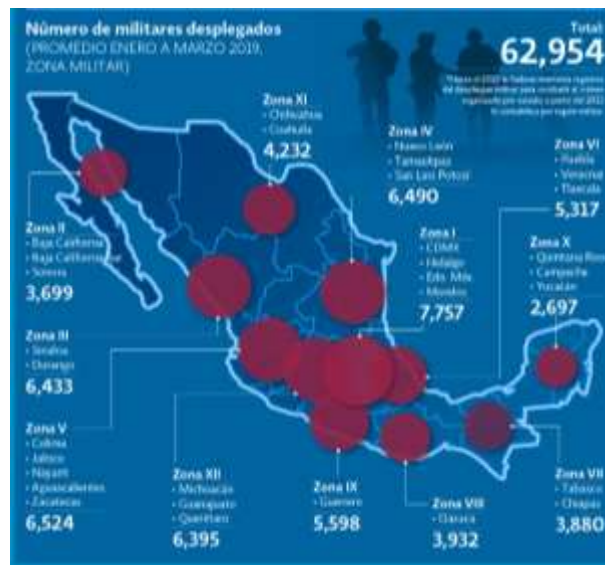 Número de militares desplegados
(PROMEDIO ENERO A MARZO 2019,
ZONA MILITAR)
Total:
62,954
Zona XI
• Chihuahua
• Coahuila
4,232
Zona IV
• Nuevo León
• Tamaulipas
• San Luis Potosí
6,490
Zona VI
• Puebla
• Veracruz
• Tlaxcala
5,317
Zona II
• Baja California
• Baja California
• Sonora
3,699
Zona I
• CDMX
• Hidalgo
• Edo. Méx.
• Morelos
7,757
Zona X
• Quintana Roo
• Campeche
• Yucatán
2,697
Zona III
• Sinaloa
• Durango
6,433
Zona V
• Colima
• Jalisco
• Nayarit
• Aguascalientes
• Zacatecas
6,524
Zona XII
• Michoacán
• Guanajuato
• Querétaro
6,395
Zona IX
• Guerrero
5,598
Zona VIII
• Oaxaca
3,932
Zona VII
• Tabasco
• Chiapas
3,880